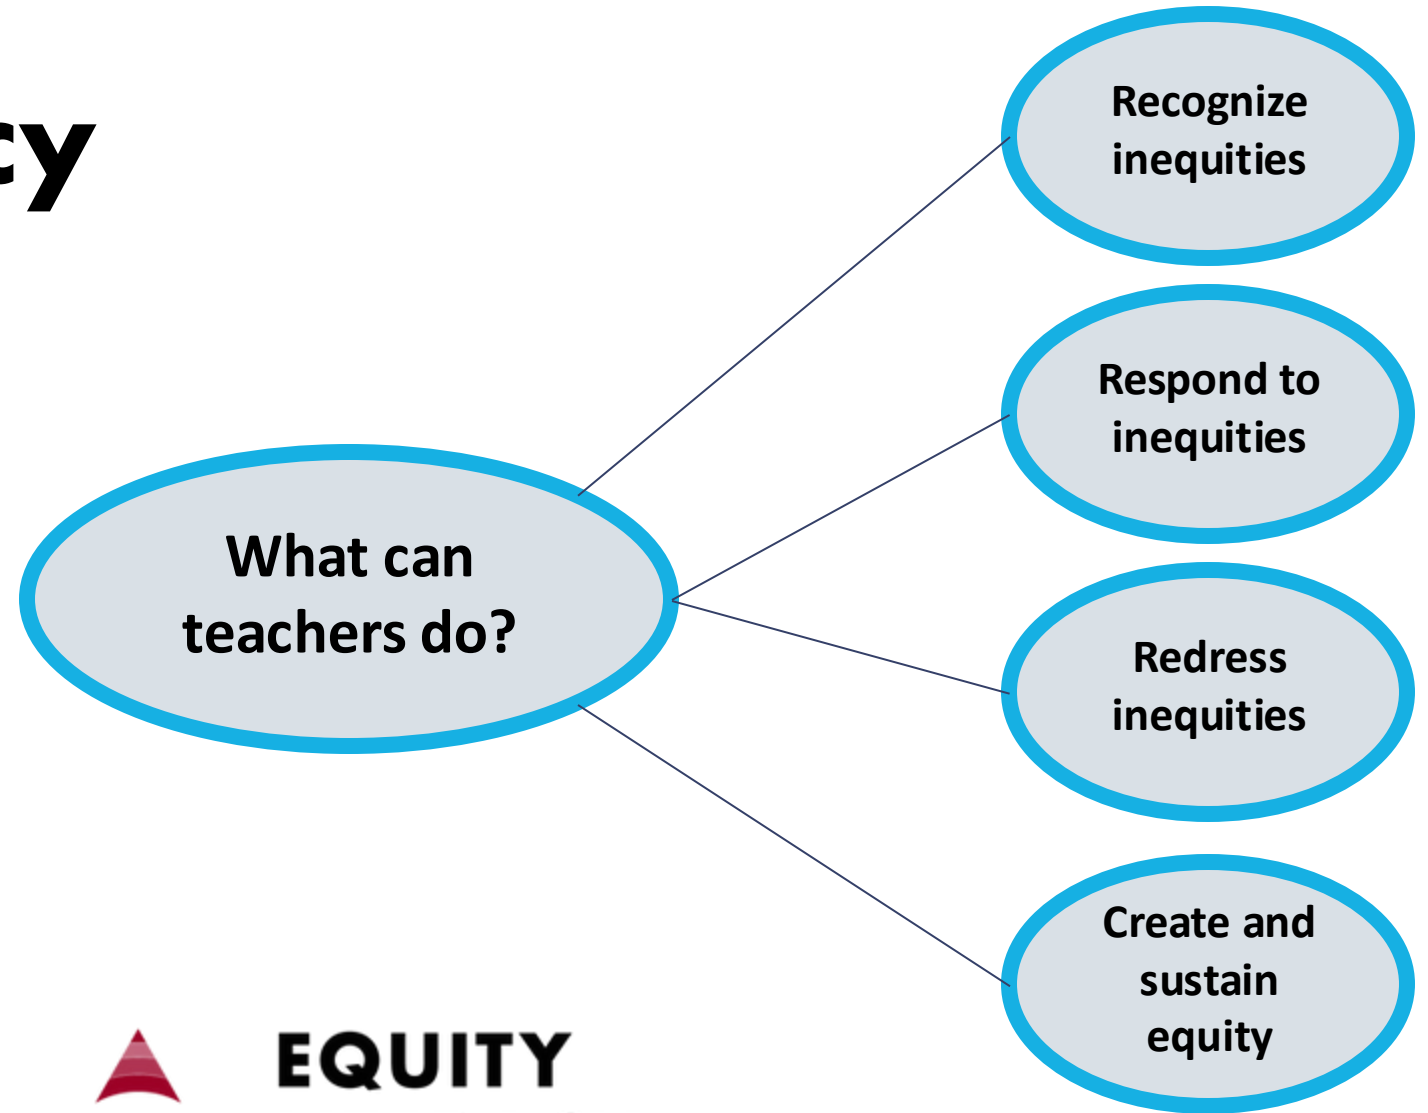 cy
Recognize
inequities
Respond to
inequities
What can
teachers do?
Redress
inequities
Create and
sustain
equity
EQUITY